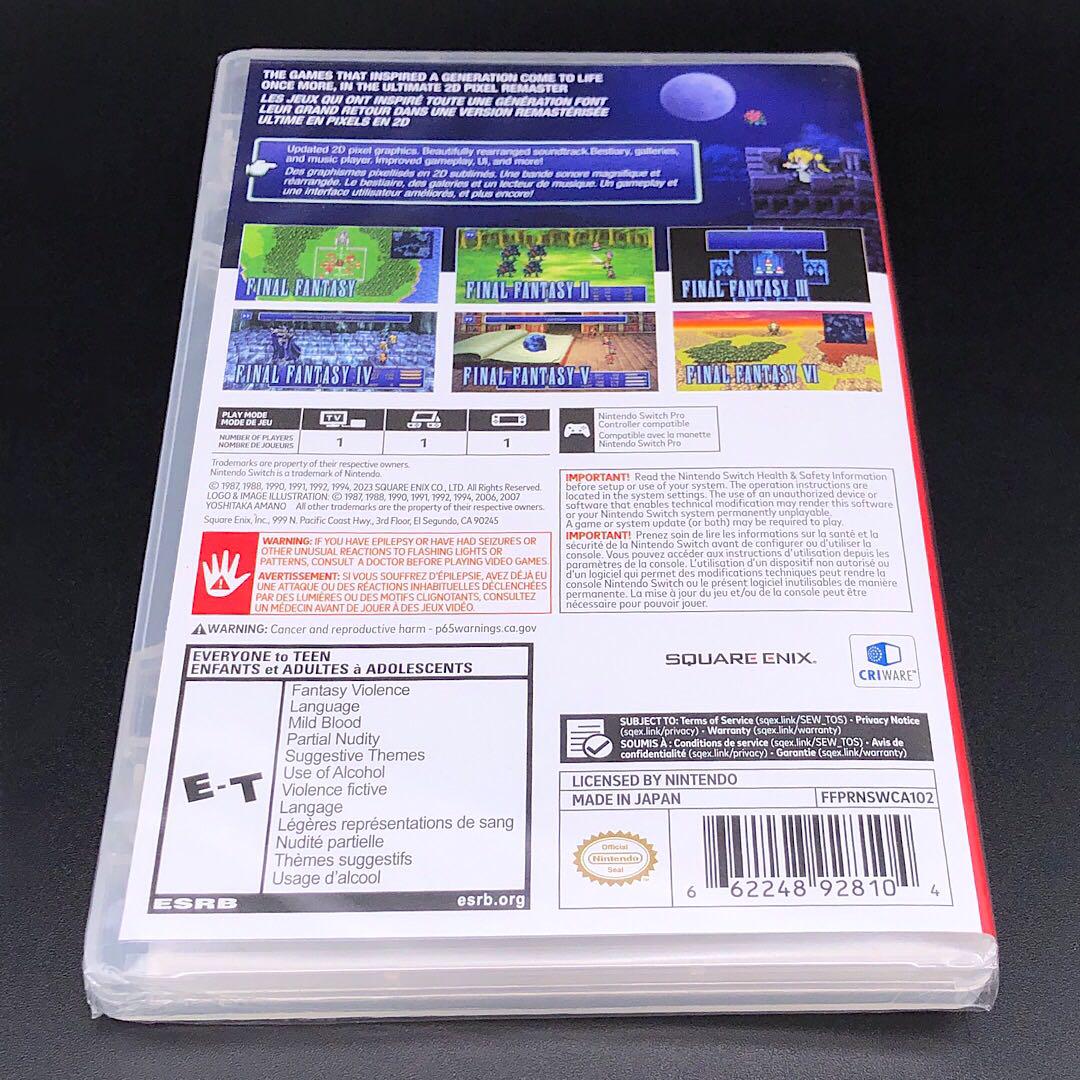 THE GAMES THAT INSPIRED A GENERATION COME TO LIFE
ONCE MORE, IN THE ULTIMATE 2D PIXEL REMASTER
LES JEUX QUI ONT INSPIRÉ TOUTE UNE GÉNÉRATION FONT
LEUR GRAND RETOUR DANS UNE VERSION REMASTÉRISÉE
ULTIME EN PIXELS EN 2D
Updated 2D pixel graphics. Beautifully rearranged soundtrack.Bestiary, galleries,
and music player. Improved gameplay, UI, and more!
Des graphismes pixellisés en 2D sublimés. Une bande sonore magnifique et
réarrangée. Le bestiaire, des galeries et un lecteur de musique. Un gameplay et
une interface utilisateur améliorés, et plus encore!
FINAL FANTASY
FINAL FANTASY II
FINAL FANTASY III
FINAL FANTASY IV
FINAL FANTASY V
FINAL FANTASY VI
PLAY MODE
MODE DE JEU
TV
NUMBER OF PLAYERS
NOMBRE DE JOUEURS
1
1
1
Nintendo Switch Pro
Controller compatible
Compatible avec la manette
Nintendo Switch Pro
Trademarks are property of their respective owners.
Nintendo Switch is a trademark of Nintendo.
© 1987, 1988, 1990, 1991, 1992, 1994, 2023 SQUARE ENIX CO., LTD. All Rights Reserved.
LOGO & IMAGE ILLUSTRATION: © 1987, 1988, 1990, 1991, 1992, 1994, 2006, 2007
YOSHITAKA AMANO All other trademarks are the property of their respective owners.
Square Enix, Inc., 999 N. Pacific Coast Hwy., 3rd Floor, El Segundo, CA 90245
WARNING: IF YOU HAVE EPILEPSY OR HAVE HAD SEIZURES OR
OTHER UNUSUAL REACTIONS TO FLASHING LIGHTS OR
PATTERNS, CONSULT A DOCTOR BEFORE PLAYING VIDEO GAMES.
AVERTISSEMENT: SI VOUS SOUFFREZ D'ÉPILEPSIE, AVEZ DÉJÀ EU
UNE ATTAQUE OU DES RÉACTIONS INHABITUELLES DÉCLENCHÉES
PAR DES LUMIÈRES OU DES MOTIFS CLIGNOTANTS, CONSULTEZ
UN MÉDECIN AVANT DE JOUER À DES JEUX VIDÉO.
IMPORTANT! Read the Nintendo Switch Health & Safety Information
before setup or use of your system. The operation instructions are
located in the system settings. The use of an unauthorized device or
software that enables technical modification may render this software
or your Nintendo Switch system permanently unplayable.
A game or system update (or both) may be required to play.
IMPORTANT! Prenez soin de lire les informations sur la santé et la
sécurité de la Nintendo Switch avant de configurer ou d'utiliser la
console. Vous pouvez accéder aux instructions d'utilisation depuis les
paramètres de la console. L'utilisation d'un dispositif non autorisé ou
d'un logiciel qui permet des modifications techniques peut rendre la
console Nintendo Switch ou le présent logiciel inutilisables de manière
permanente. La mise à jour du jeu et/ou de la console peut être
nécessaire pour pouvoir jouer.
WARNING: Cancer and reproductive harm - p65warnings.ca.gov
EVERYONE to TEEN
ENFANTS et ADULTES à ADOLESCENTS
E-T
Fantasy Violence
Language
Mild Blood
Partial Nudity
Suggestive Themes
Use of Alcohol
Violence fictive
Langage
Légères représentations de sang
Nudité partielle
Thèmes suggestifs
Usage d'alcool
ESRB
esrb.org
SQUARE ENIX.
CRIWARE™
SUBJECT TO: Terms of Service (sqex.link/SEW_TOS) · Privacy Notice
(sqex.link/privacy) · Warranty (sqex.link/warranty)
SOUMIS À : Conditions de service (sqex.link/SEW_TOS) · Avis de
confidentialité (sqex.link/privacy) · Garantie (sqex.link/warranty)
LICENSED BY NINTENDO
MADE IN JAPAN
FFPRNSWCA102
Official
Nintendo
Seal
6 62248 92810 4